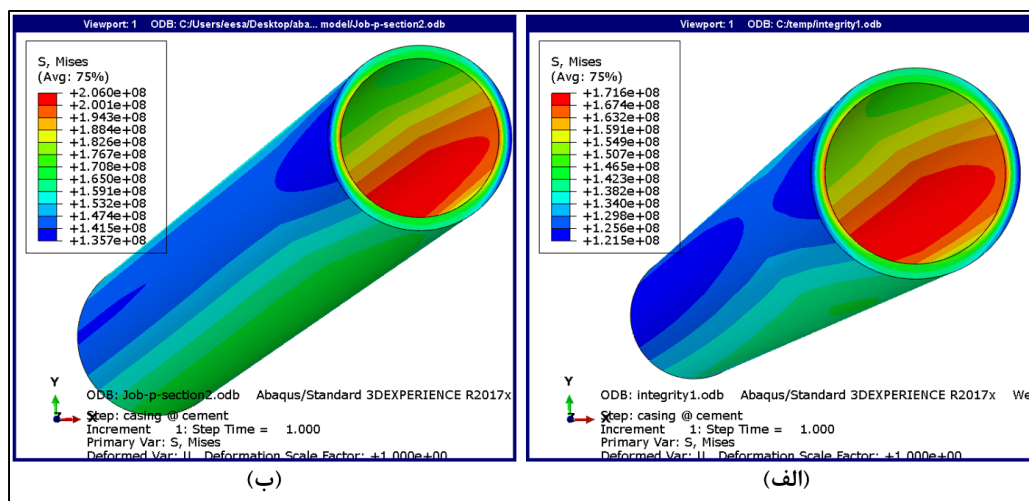 Viewport: 1 ODB: C:/Users/eesa/Desktop/aba... model/Job-p-section2.odb
S, Mises
(Avg: 75%)
+2.060e+08
+2.001e+08
+1.943e+08
+1.884e+08
+1.826e+08
+1.767e+08
+1.708e+08
+1.650e+08
+1.591e+08
+1.532e+08
+1.474e+08
+1.415e+08
+1.357e+08
Y
X
ODB: Job-p-section2.odb Abaqus/Standard 3DEXPERIENCE R2017x
Step: casing @ cement
Increment 1: Step Time = 1.000
Primary Var: S, Mises
Deformed Var: U Deformation Scale Factor: +1.000e+00
(ب)
Viewport: 1 ODB: C:/temp/integrity1.odb
S, Mises
(Avg: 75%)
+1.716e+08
+1.674e+08
+1.632e+08
+1.591e+08
+1.549e+08
+1.507e+08
+1.465e+08
+1.423e+08
+1.382e+08
+1.340e+08
+1.298e+08
+1.256e+08
+1.215e+08
Y
X
ODB: integrity1.odb Abaqus/Standard 3DEXPERIENCE R2017x We
Step: casing @ cement
Increment 1: Step Time = 1.000
Primary Var: S, Mises
Deformed Var: U Deformation Scale Factor: +1.000e+00
(الف)